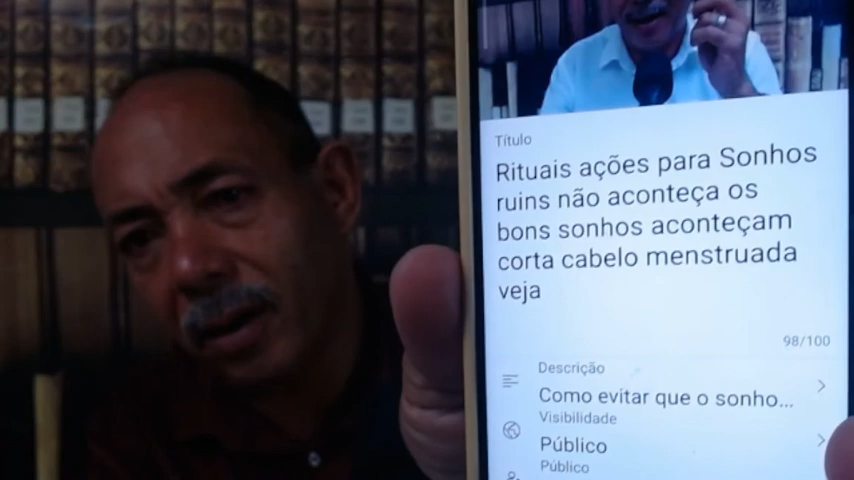 Título
Rituais ações para Sonhos
ruins não aconteça os
bons sonhos aconteçam
corta cabelo menstruada
veja
98/100
Descrição
Como evitar que o sonho...
Visibilidade
Público
Público